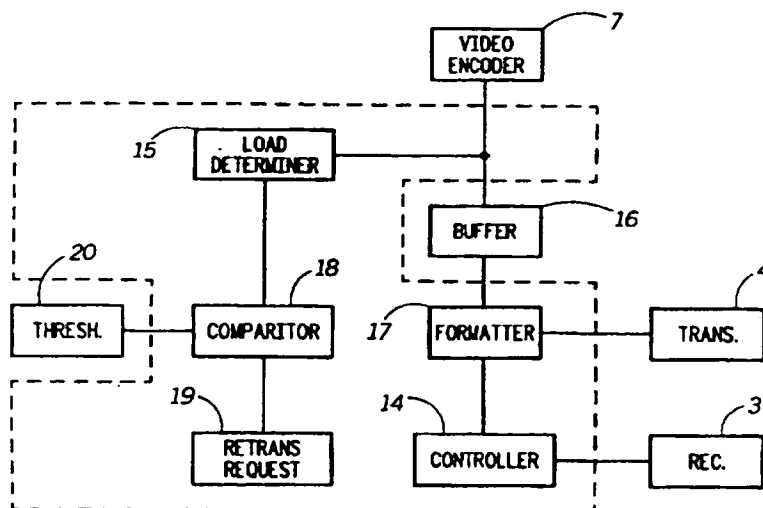 7
VIDEO
ENCODER
15
LOAD
DETERMINER
16
BUFFER
20
THRESH.
18
COMPARITOR
17
FORMATTER
4
TRANS.
19
RETRANS
REQUEST
14
CONTROLLER
3
REC.